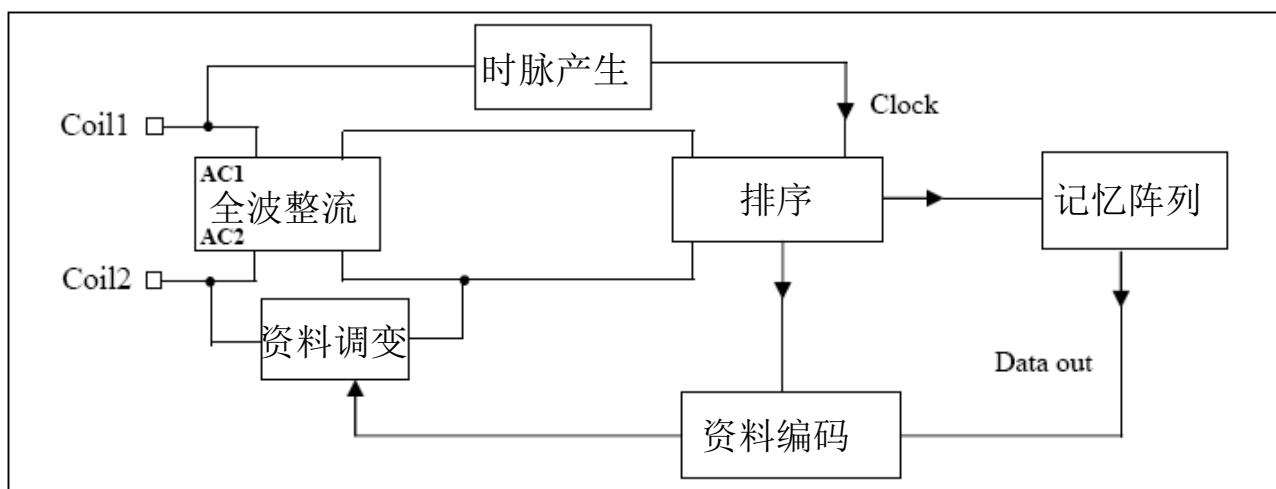 时脉产生
Clock
Coil1
AC1
全波整流
AC2
排序
记忆阵列
Coil2
资料调变
Data out
资料编码